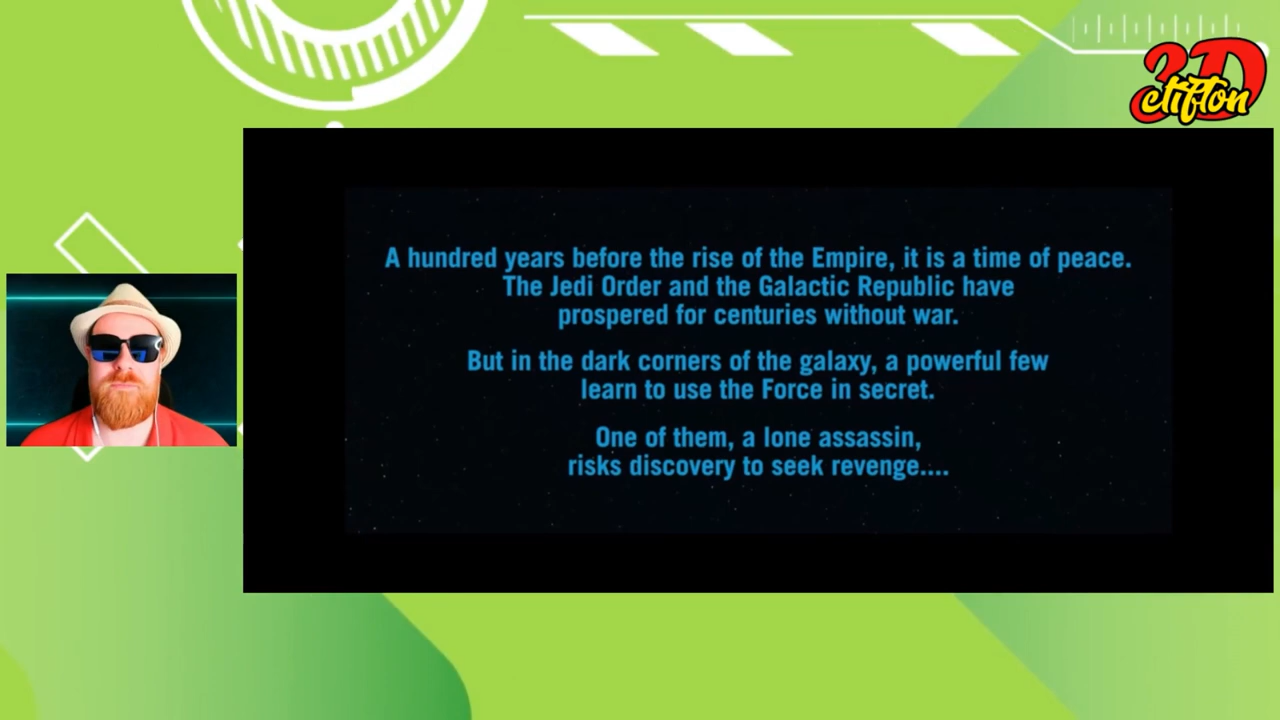 3D
clifton
A hundred years before the rise of the Empire, it is a time of peace.
The Jedi Order and the Galactic Republic have
prospered for centuries without war.
But in the dark corners of the galaxy, a powerful few
learn to use the Force in secret.
One of them, a lone assassin,
risks discovery to seek revenge....